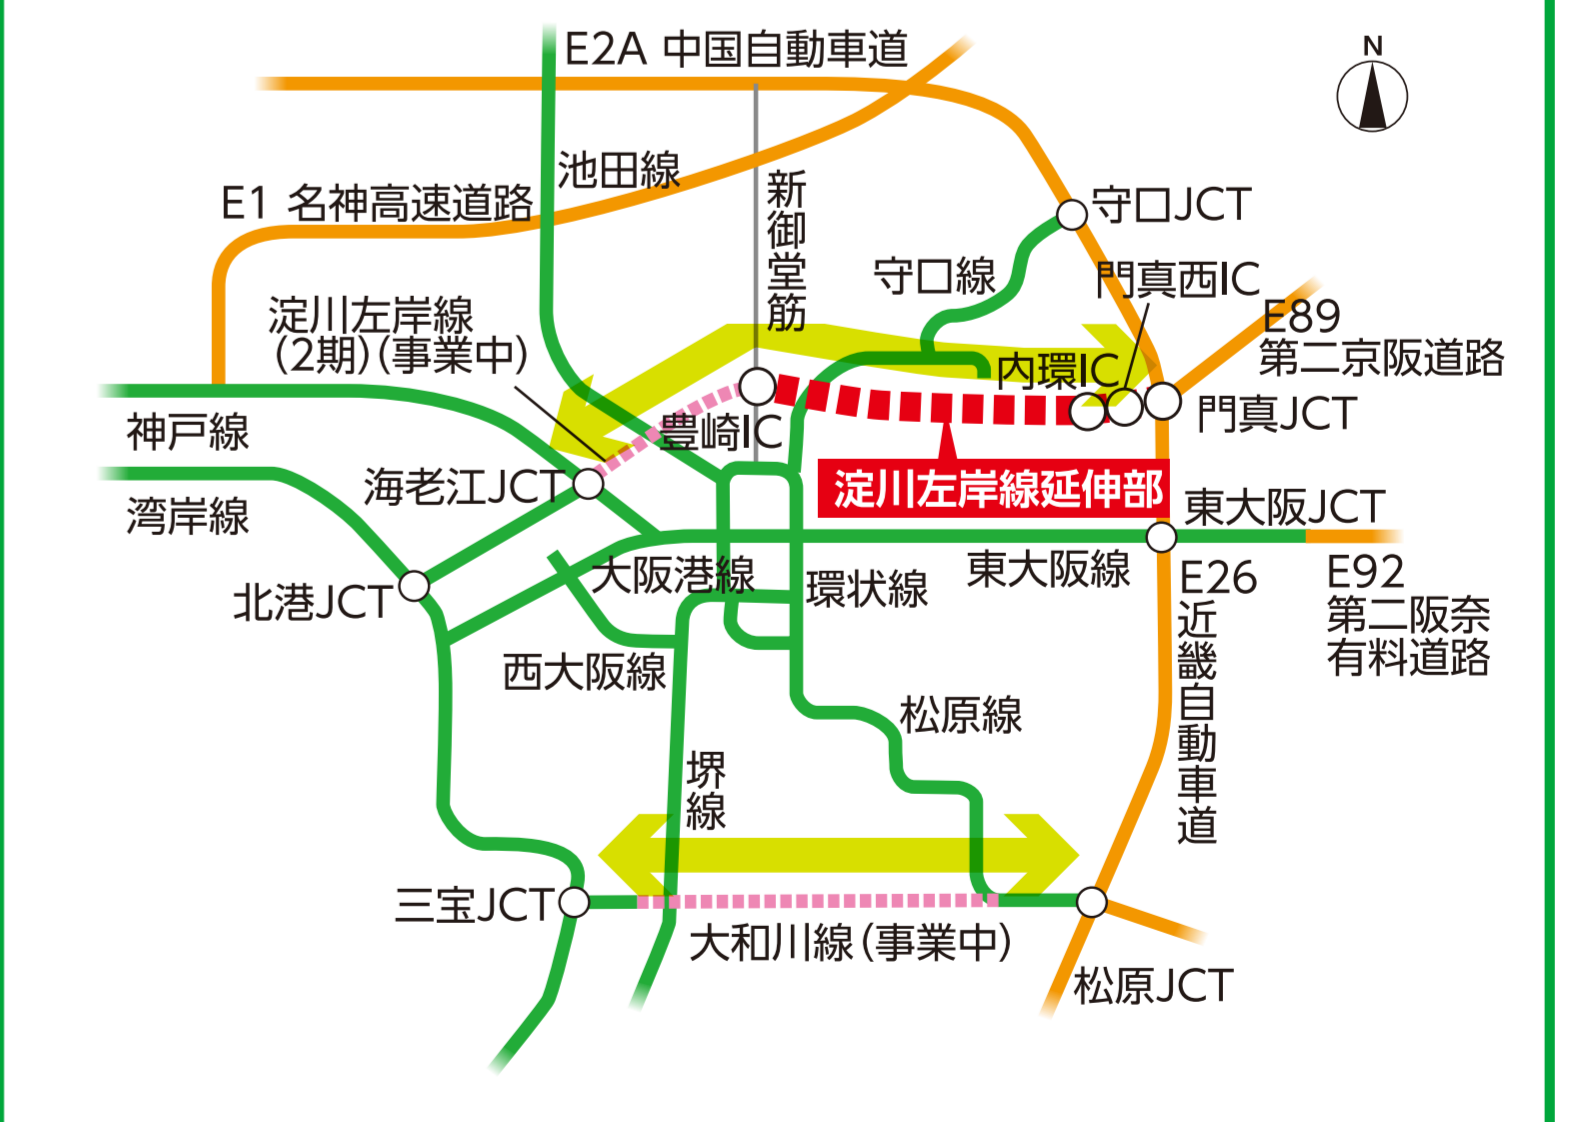 E2A 中国自動車道
N
池田線
E1 名神高速道路
新御堂筋
守口JCT
守口線
門真西IC
淀川左岸線
(2期)(事業中)
E89
第二京阪道路
内環IC
門真JCT
神戸線
豊崎IC
海老江JCT
淀川左岸線延伸部
湾岸線
東大阪JCT
大阪港線
環状線
東大阪線
E26
近畿自動車道
E92
第二阪奈
有料道路
北港JCT
西大阪線
松原線
堺線
三宝JCT
大和川線(事業中)
松原JCT